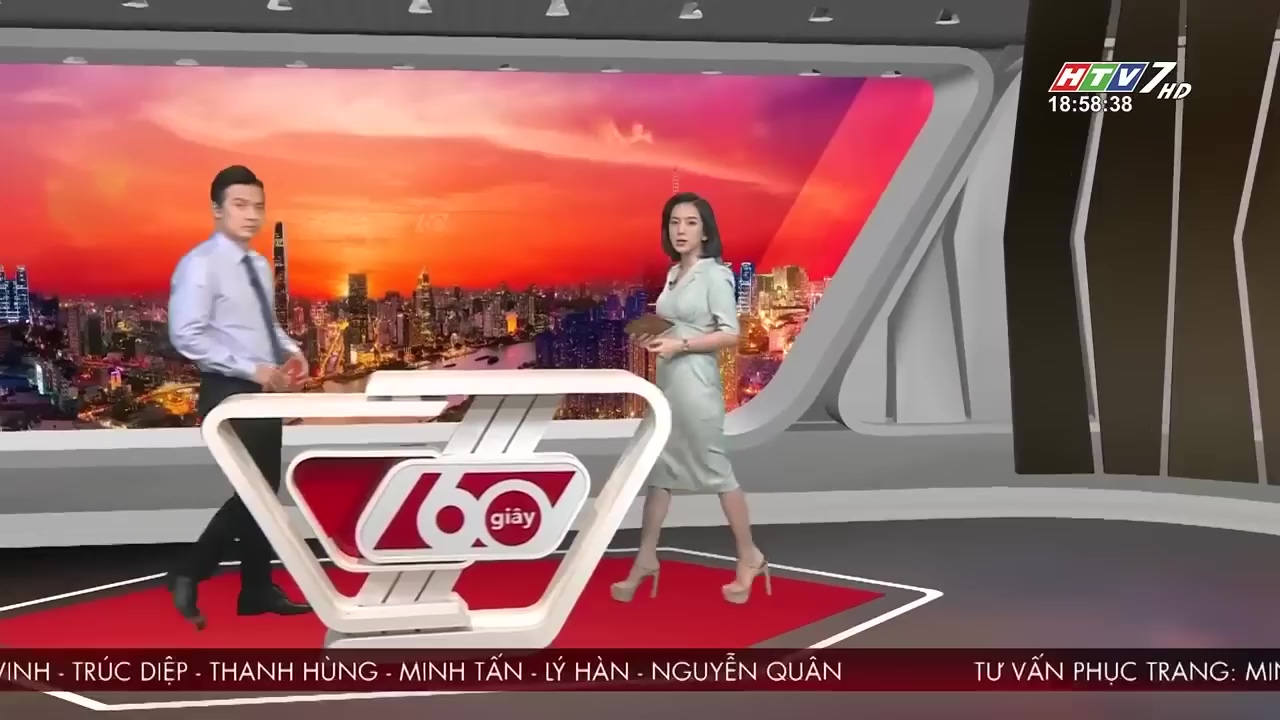 HTV7 HD
18:58:38
60 giây
VINH - TRÚC DIỆP - THANH HÙNG - MINH TẤN - LÝ HÀN - NGUYỄN QUÂN TƯ VẤN PHỤC TRANG: